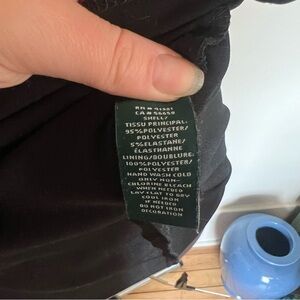 RN # 41381
CA # 56650
SHELL/
TISSU PRINCIPAL:
95%POLYESTER/
POLYESTER
5%ELASTANE/
ÉLASTHANNE
LINING/DOUBLURE:
100%POLYESTER/
POLYESTER
HAND WASH COLD
ONLY NON-
CHLORINE BLEACH
WHEN NEEDED
LAY FLAT TO DRY
COOL IRON
IF NEEDED
DO NOT IRON
DECORATION